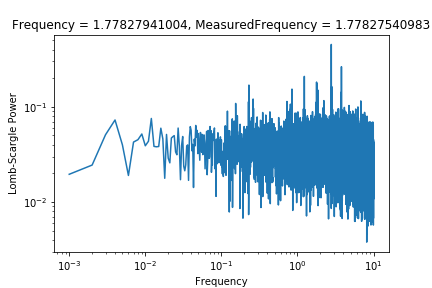 Frequency = 1.77827941004, MeasuredFrequency = 1.77827540983
Lomb-Scargle Power
10⁻¹
10⁻²
10⁻³ 10⁻² 10⁻¹ 10⁰ 10¹
Frequency